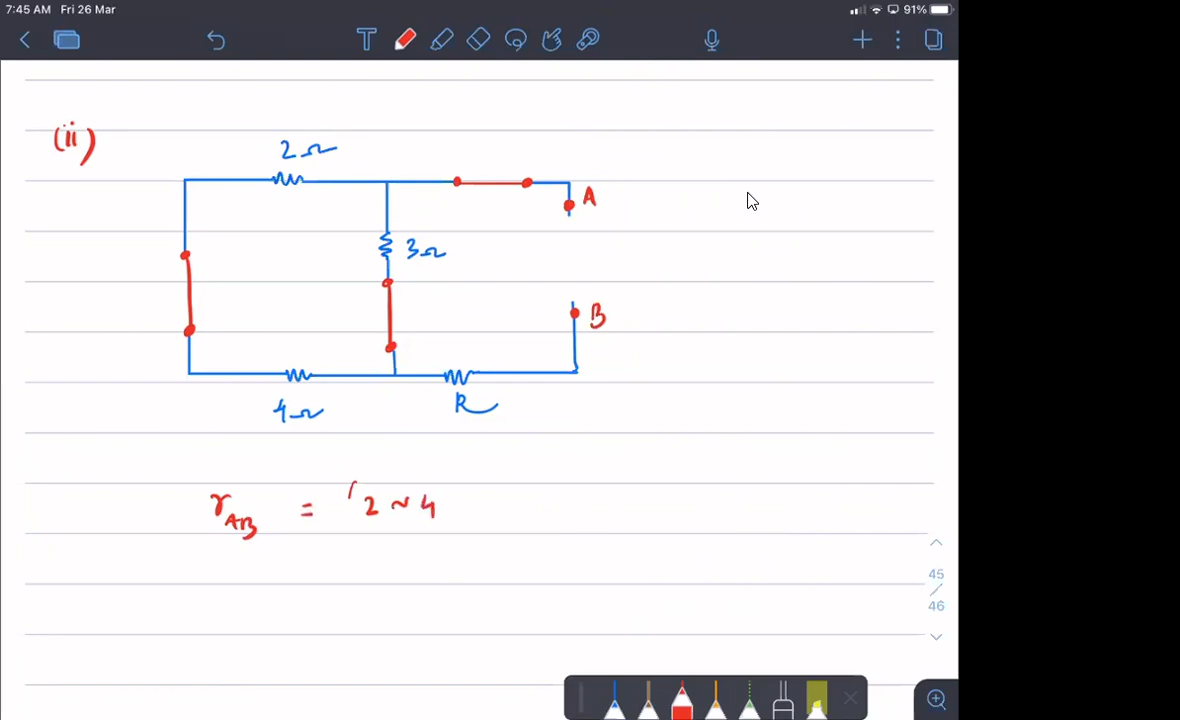 7:45 AM Fri 26 Mar
91%
T
(ii)
2Ω
A
3Ω
B
4Ω
R
r_AB = (2 ~ 4
45
/
46